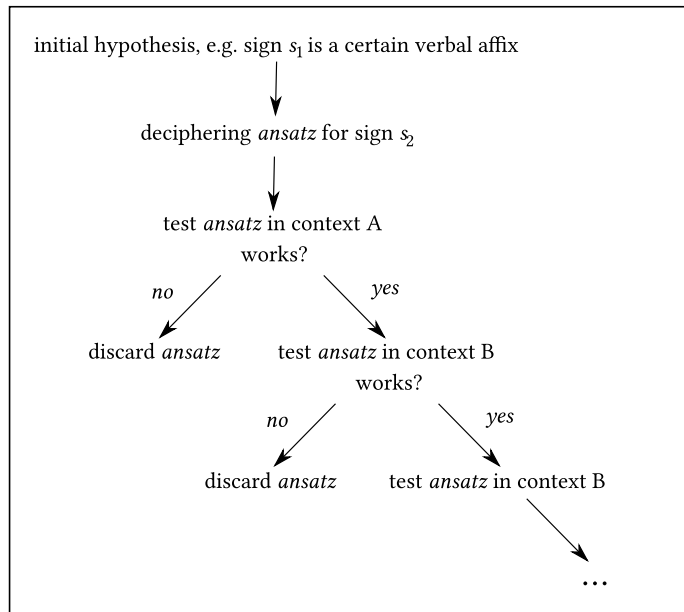 initial hypothesis, e.g. sign s1 is a certain verbal affix
deciphering ansatz for sign s2
test ansatz in context A
works?
no
yes
discard ansatz
test ansatz in context B
works?
no
yes
discard ansatz
test ansatz in context B
...